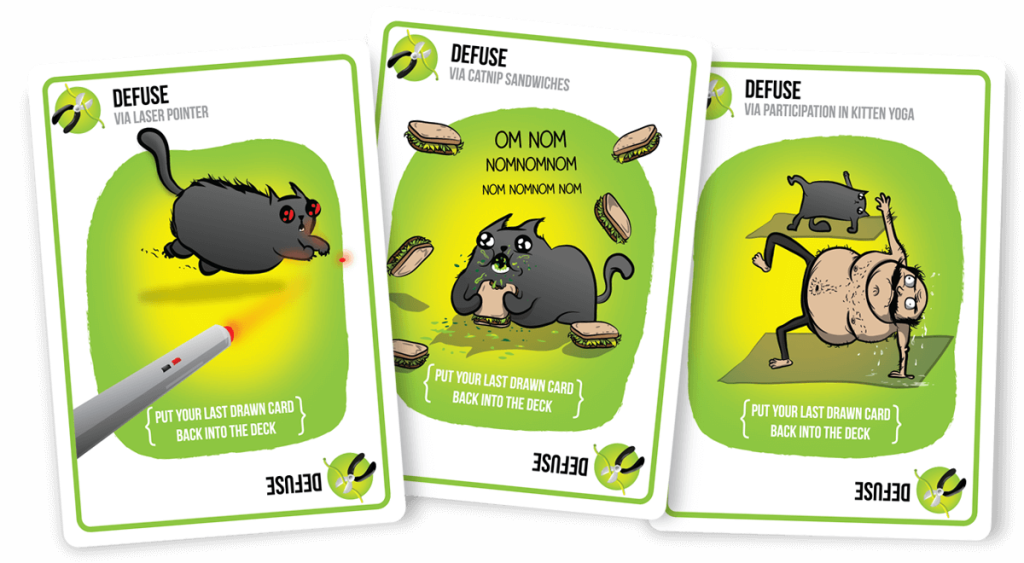 DEFUSE
VIA LASER POINTER
{PUT YOUR LAST DRAWN CARD
BACK INTO THE DECK}
DEFUSE
DEFUSE
VIA CATNIP SANDWICHES
OM NOM
NOMNOMNOM
NOM NOMNOM NOM
{PUT YOUR LAST DRAWN CARD
BACK INTO THE DECK}
DEFUSE
DEFUSE
VIA PARTICIPATION IN KITTEN YOGA
{PUT YOUR LAST DRAWN CARD
BACK INTO THE DECK}
DEFUSE